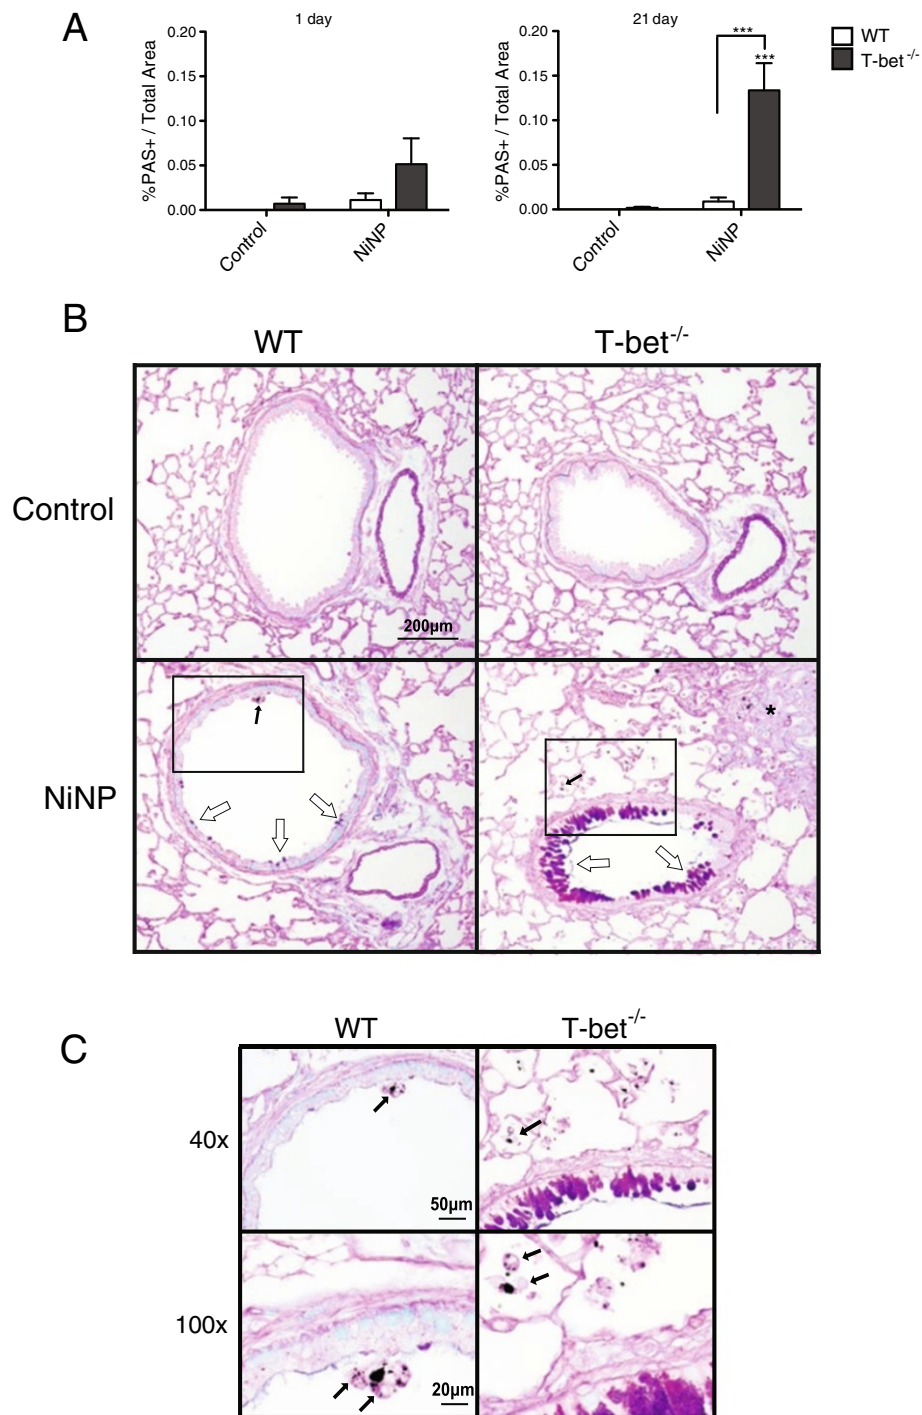 A
1 day
21 day
%PAS+ / Total Area
0.20
0.15
0.10
0.05
0.00
Control
NiNP
%PAS+ / Total Area
0.20
0.15
0.10
0.05
0.00
***
***
Control
NiNP
WT
T-bet-/-
B
WT
T-bet-/-
Control
200µm
NiNP
*
C
WT
T-bet-/-
40x
50µm
100x
20µm